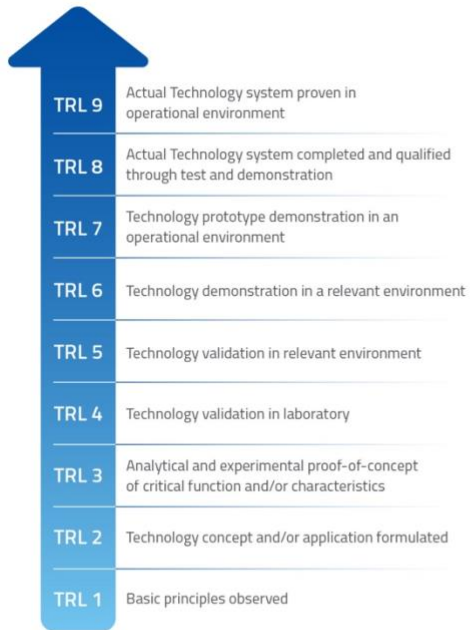 TRL 9
Actual Technology system proven in
operational environment
TRL 8
Actual Technology system completed and qualified
through test and demonstration
TRL 7
Technology prototype demonstration in an
operational environment
TRL 6
Technology demonstration in a relevant environment
TRL 5
Technology validation in relevant environment
TRL 4
Technology validation in laboratory
TRL 3
Analytical and experimental proof-of-concept
of critical function and/or characteristics
TRL 2
Technology concept and/or application formulated
TRL 1
Basic principles observed